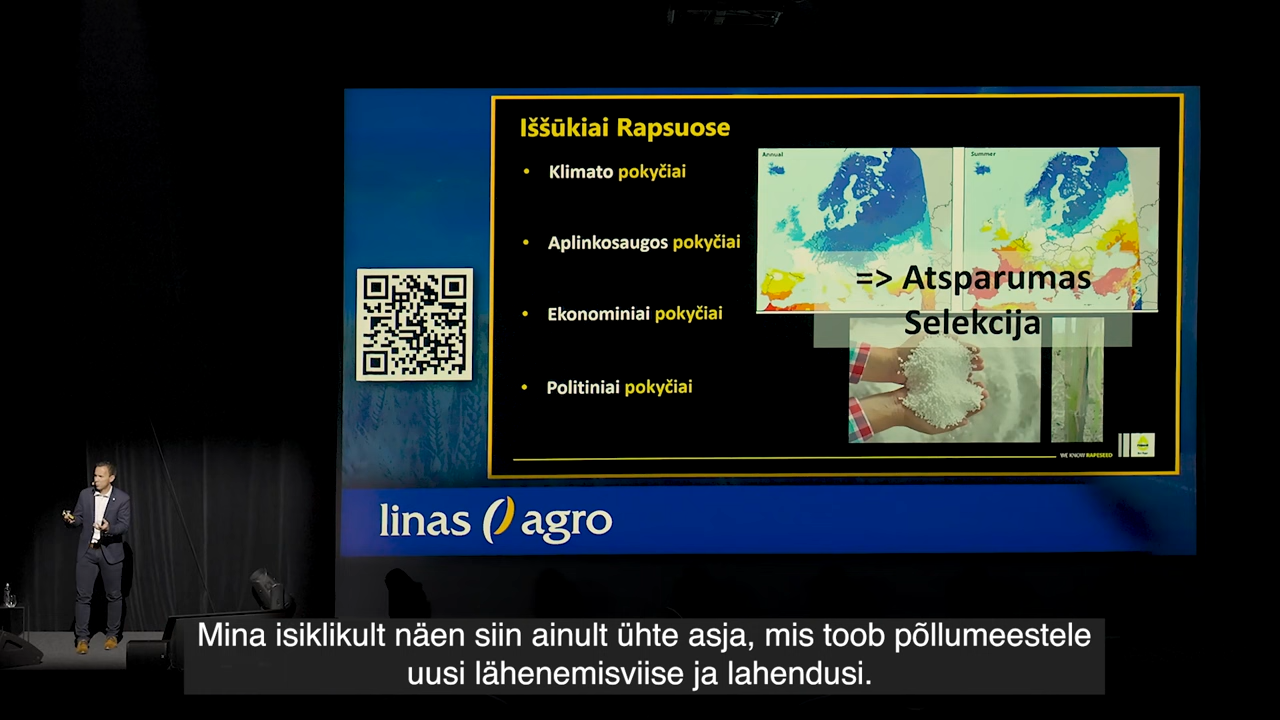 Iššūkiai Rapsuose
• Klimato pokyčiai
• Aplinkosaugos pokyčiai
• Ekonominiai pokyčiai
• Politiniai pokyčiai
Annual
Summer
=> Atsparumas
Selekcija
WE KNOW RAPESEED
linas agro
Mina isiklikult näen siin ainult ühte asja, mis toob põllumeestele
uusi lähenemisviise ja lahendusi.